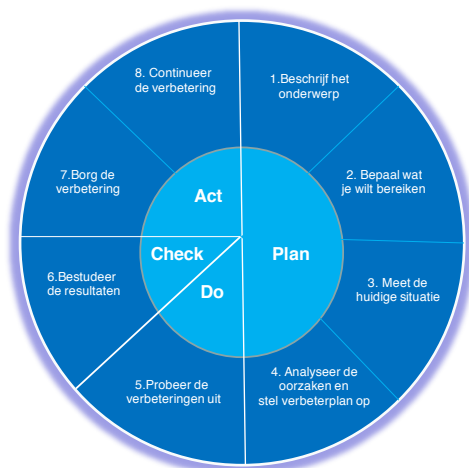 8. Continueer
de verbetering
1.Beschrijf het
onderwerp
7.Borg de
verbetering
2. Bepaal wat
je wilt bereiken
Act
Check
Plan
Do
6.Bestudeer
de resultaten
3. Meet de
huidige situatie
5.Probeer de
verbeteringen uit
4. Analyseer de
oorzaken en
stel verbeterplan op